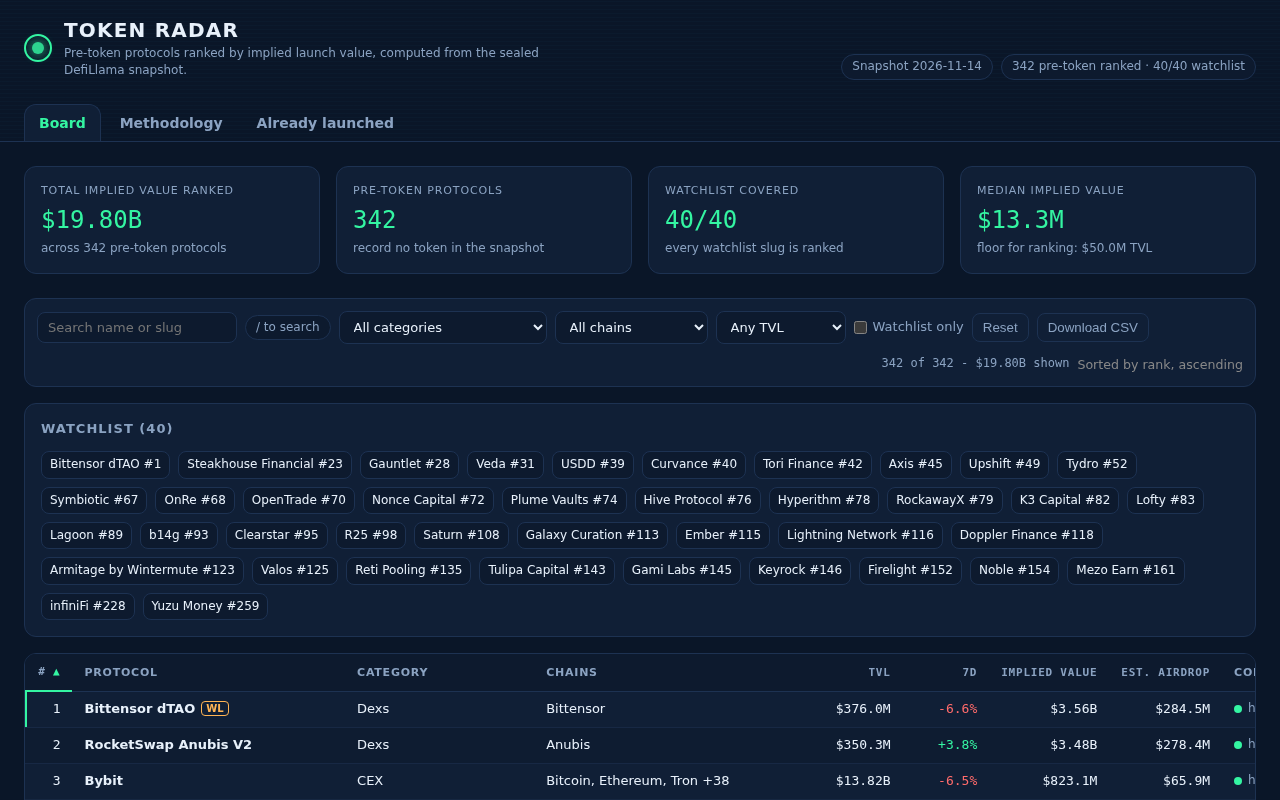 TOKEN RADAR
Pre-token protocols ranked by implied launch value, computed from the sealed
DefiLlama snapshot.
Snapshot 2026-11-14
342 pre-token ranked · 40/40 watchlist
Board Methodology Already launched
TOTAL IMPLIED VALUE RANKED
$19.80B
across 342 pre-token protocols
PRE-TOKEN PROTOCOLS
342
record no token in the snapshot
WATCHLIST COVERED
40/40
every watchlist slug is ranked
MEDIAN IMPLIED VALUE
$13.3M
floor for ranking: $50.0M TVL
Search name or slug / to search All categories All chains Any TVL Watchlist only Reset Download CSV
342 of 342 - $19.80B shown Sorted by rank, ascending
WATCHLIST (40)
Bittensor dTAO #1 Steakhouse Financial #23 Gauntlet #28 Veda #31 USDD #39 Curvance #40 Tori Finance #42 Axis #45 Upshift #49 Tydro #52
Symbiotic #67 OnRe #68 OpenTrade #70 Nonce Capital #72 Plume Vaults #74 Hive Protocol #76 Hyperithm #78 RockawayX #79 K3 Capital #82 Lofty #83
Lagoon #89 b14g #93 Clearstar #95 R25 #98 Saturn #108 Galaxy Curation #113 Ember #115 Lightning Network #116 Doppler Finance #118
Armitage by Wintermute #123 Valos #125 Reti Pooling #135 Tulipa Capital #143 Gami Labs #145 Keyrock #146 Firelight #152 Noble #154 Mezo Earn #161
infiniFi #228 Yuzu Money #259
# ▲ PROTOCOL CATEGORY CHAINS TVL 7D IMPLIED VALUE EST. AIRDROP
1 Bittensor dTAO WL Dexs Bittensor $376.0M -6.6% $3.56B $284.5M
2 RocketSwap Anubis V2 Dexs Anubis $350.3M +3.8% $3.48B $278.4M
3 Bybit CEX Bitcoin, Ethereum, Tron +38 $13.82B -6.5% $823.1M $65.9M